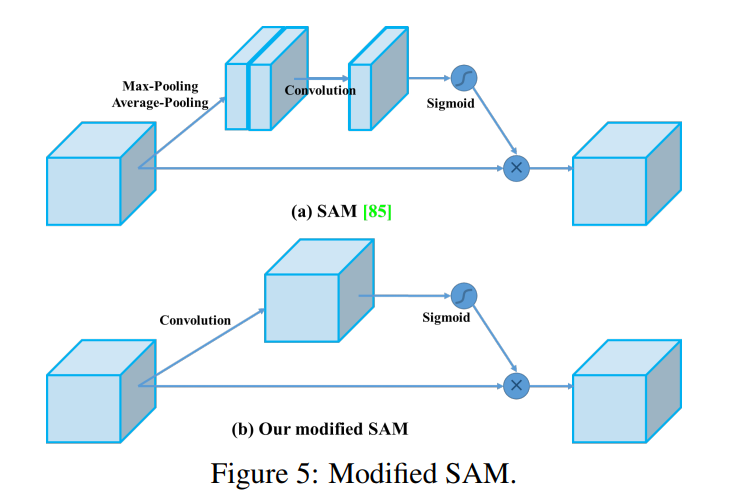 Max-Pooling
Average-Pooling
Convolution
Sigmoid
(a) SAM [85]
Convolution
Sigmoid
(b) Our modified SAM
Figure 5: Modified SAM.